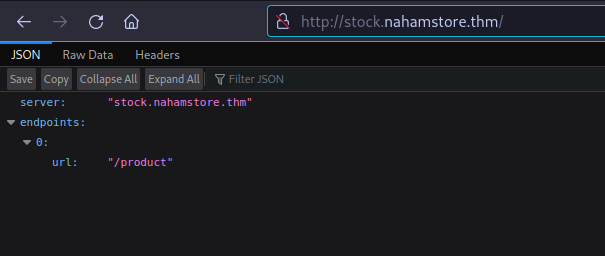 http://stock.nahamstore.thm/
JSON Raw Data Headers
Save Copy Collapse All Expand All Filter JSON
server: "stock.nahamstore.thm"
endpoints:
0:
url: "/product"